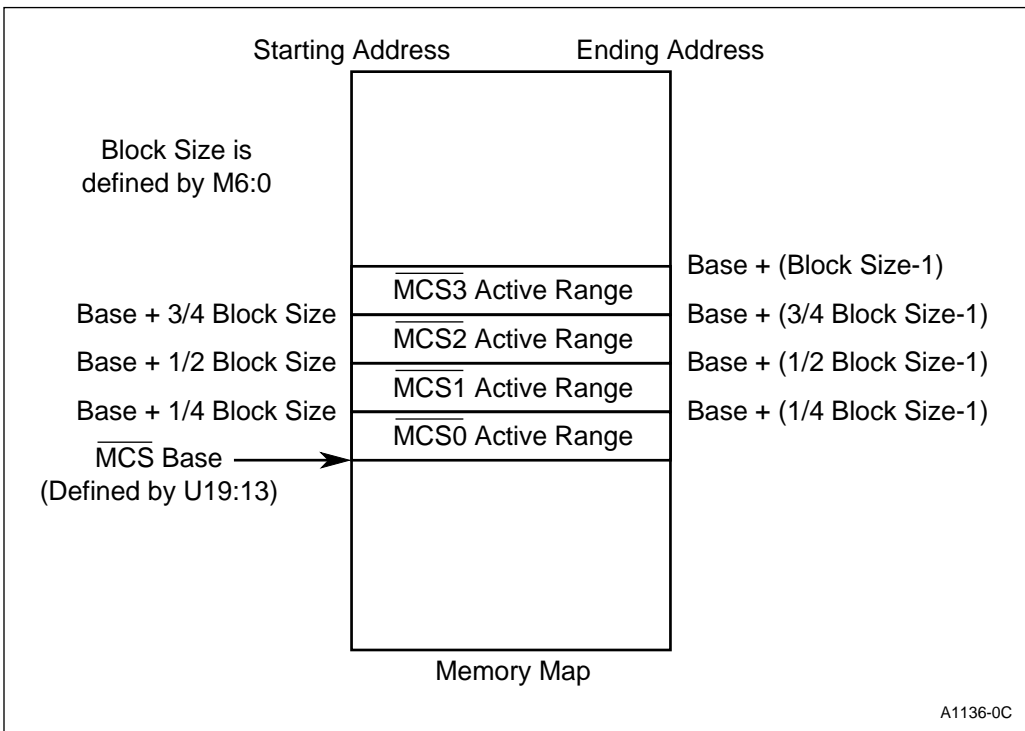 Starting Address
Ending Address
Block Size is
defined by M6:0
Base + (Block Size-1)
MCS3 Active Range
Base + 3/4 Block Size
Base + (3/4 Block Size-1)
MCS2 Active Range
Base + 1/2 Block Size
Base + (1/2 Block Size-1)
MCS1 Active Range
Base + 1/4 Block Size
Base + (1/4 Block Size-1)
MCS0 Active Range
MCS Base
(Defined by U19:13)
Memory Map
A1136-0C